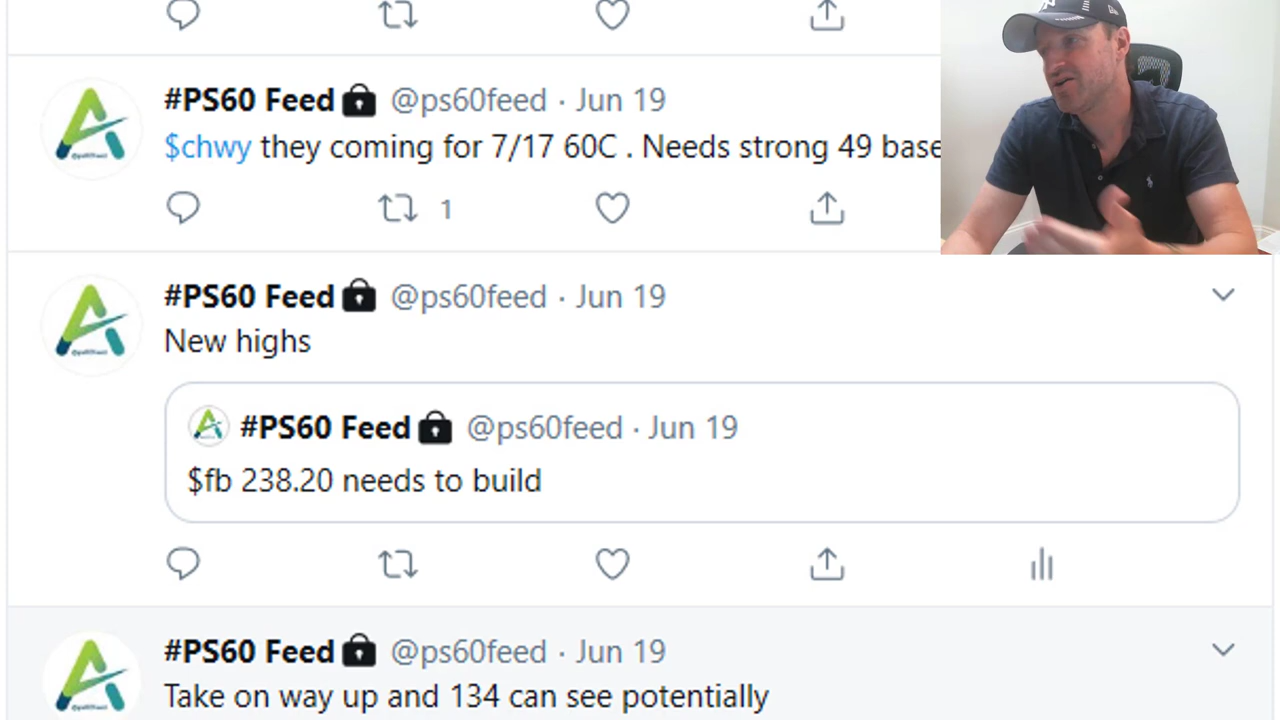 #PS60 Feed @ps60feed · Jun 19
$chwy they coming for 7/17 60C . Needs strong 49 base
1
#PS60 Feed @ps60feed · Jun 19
New highs
#PS60 Feed @ps60feed · Jun 19
$fb 238.20 needs to build
#PS60 Feed @ps60feed · Jun 19
Take on way up and 134 can see potentially